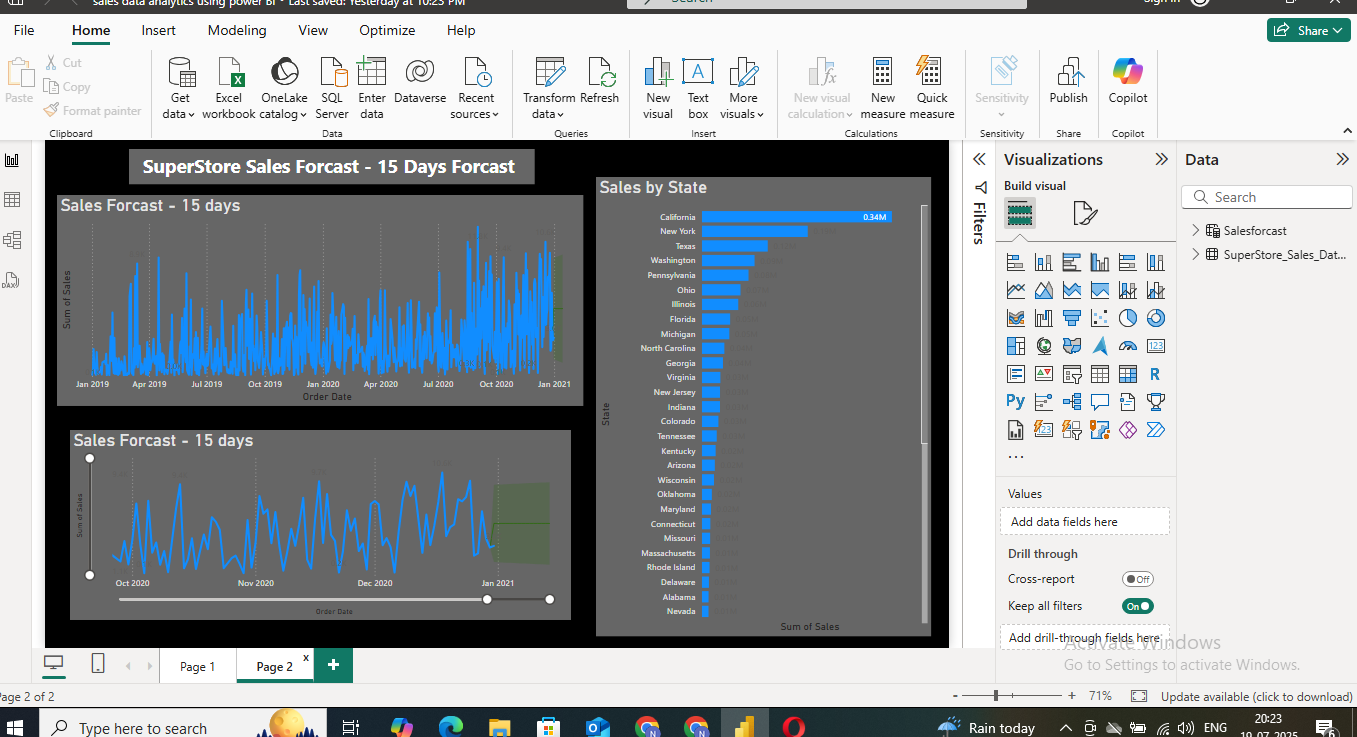 sales data analytics using power BI • Last saved: Yesterday at 10:23 PM
Search
Sign in
File Home Insert Modeling View Optimize Help
Share
Paste
Cut
Copy
Format painter
Clipboard
Get data
Excel workbook
OneLake catalog
SQL Server
Enter data
Dataverse
Recent sources
Data
Transform data
Refresh
Queries
New visual
Text box
More visuals
Insert
New visual calculation
New measure
Quick measure
Calculations
Sensitivity
Sensitivity
Publish
Share
Copilot
Copilot
SuperStore Sales Forcast - 15 Days Forcast
Sales Forcast - 15 days
Sum of Sales
Jan 2019 Apr 2019 Jul 2019 Oct 2019 Jan 2020 Apr 2020 Jul 2020 Oct 2020 Jan 2021
Order Date
Sales Forcast - 15 days
Sum of Sales
Oct 2020 Nov 2020 Dec 2020 Jan 2021
Order Date
Sales by State
State
California 0.34M
New York
Texas
Washington
Pennsylvania
Ohio
Illinois
Florida
Michigan
North Carolina
Georgia
Virginia
New Jersey
Indiana
Colorado
Tennessee
Kentucky
Arizona
Wisconsin
Oklahoma
Maryland
Connecticut
Missouri
Massachusetts
Rhode Island
Delaware
Alabama
Nevada
Sum of Sales
Filters
Visualizations
Build visual
123
R
Py
123
...
Values
Add data fields here
Drill through
Cross-report Off
Keep all filters On
Add drill-through fields here
Data
Search
Salesforcast
SuperStore_Sales_Dat...
DAX
Activate Windows
Go to Settings to activate Windows.
Page 1
Page 2 x
+
Page 2 of 2
- + 71%
Update available (click to download)
Type here to search
N
N
Rain today
ENG
20:23
19-07-2025
6